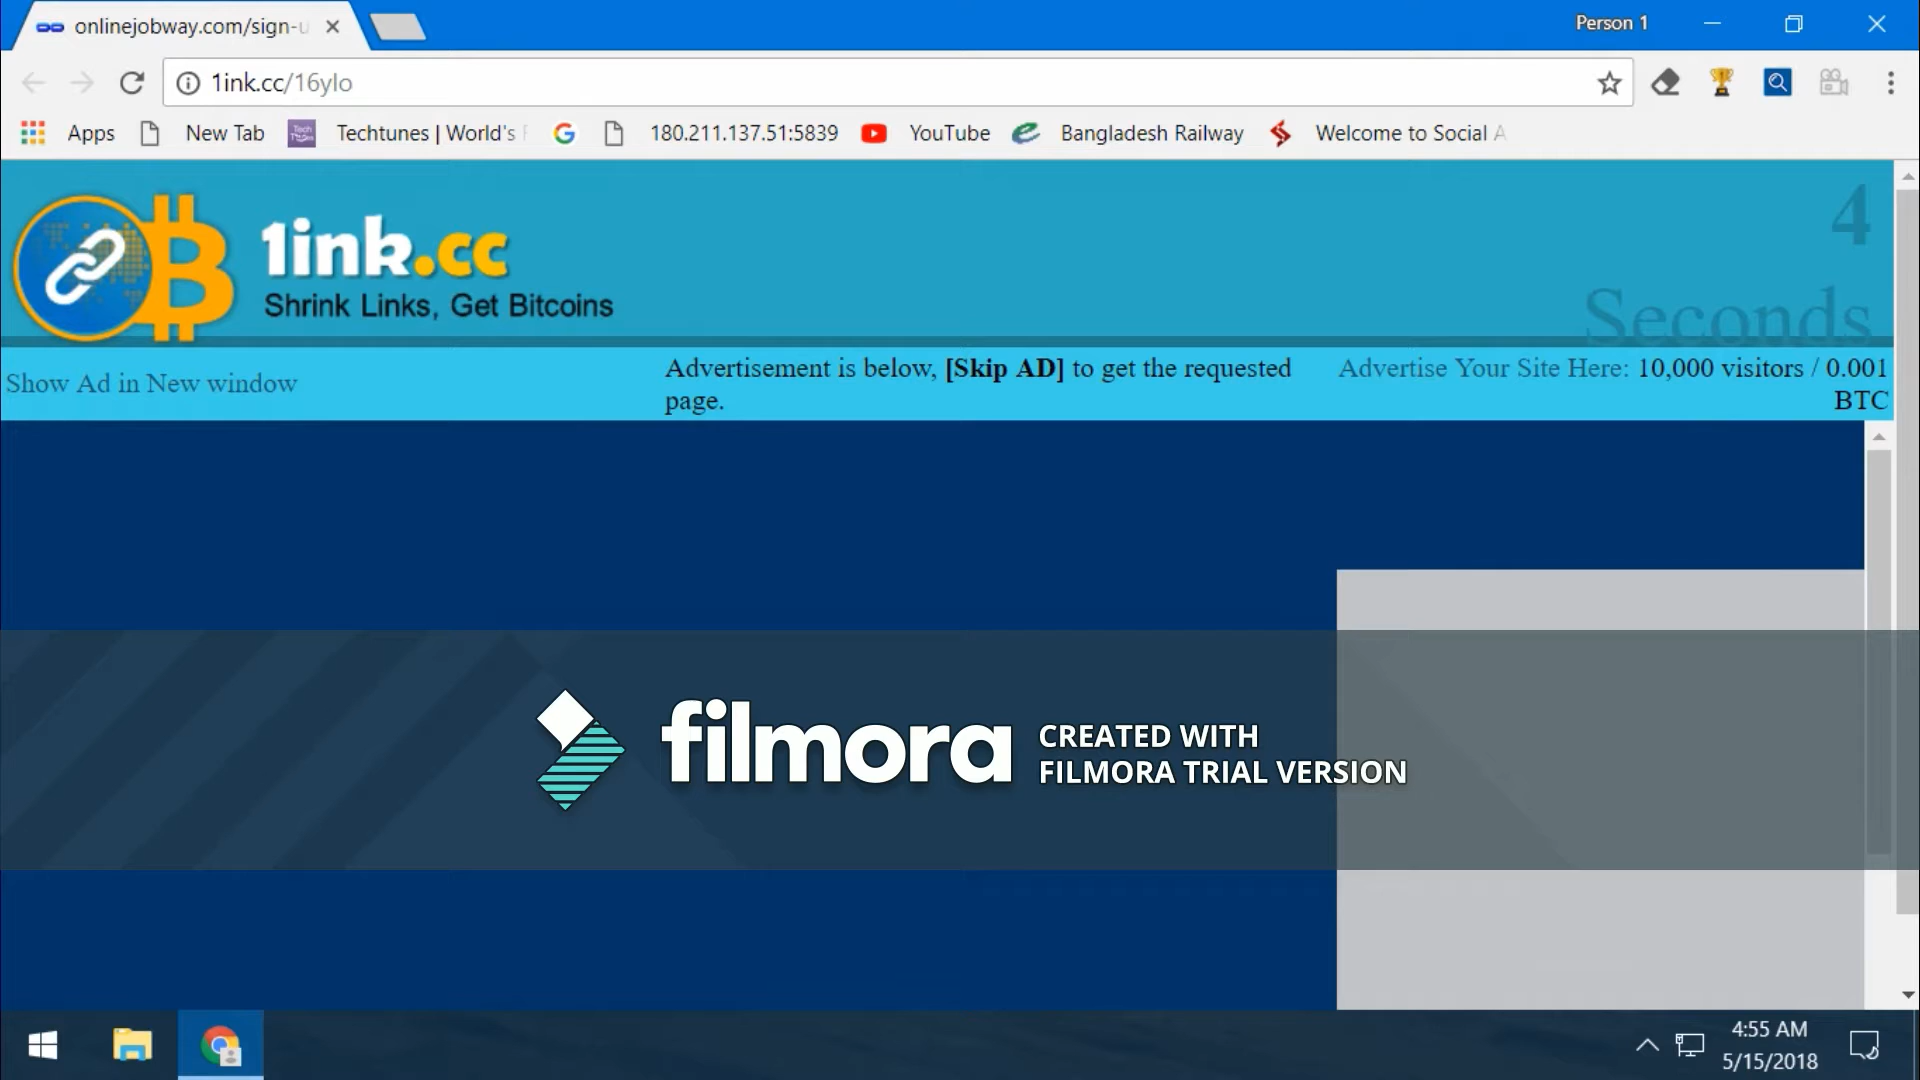 onlinejobway.com/sign-u
Person 1
1ink.cc/16ylo
Apps New Tab Techtunes | World's 180.211.137.51:5839 YouTube Bangladesh Railway Welcome to Social A
1ink.cc
Shrink Links, Get Bitcoins
4
Seconds
Show Ad in New window
Advertisement is below, [Skip AD] to get the requested
page.
Advertise Your Site Here: 10,000 visitors / 0.001
BTC
filmora
CREATED WITH
FILMORA TRIAL VERSION
4:55 AM
5/15/2018